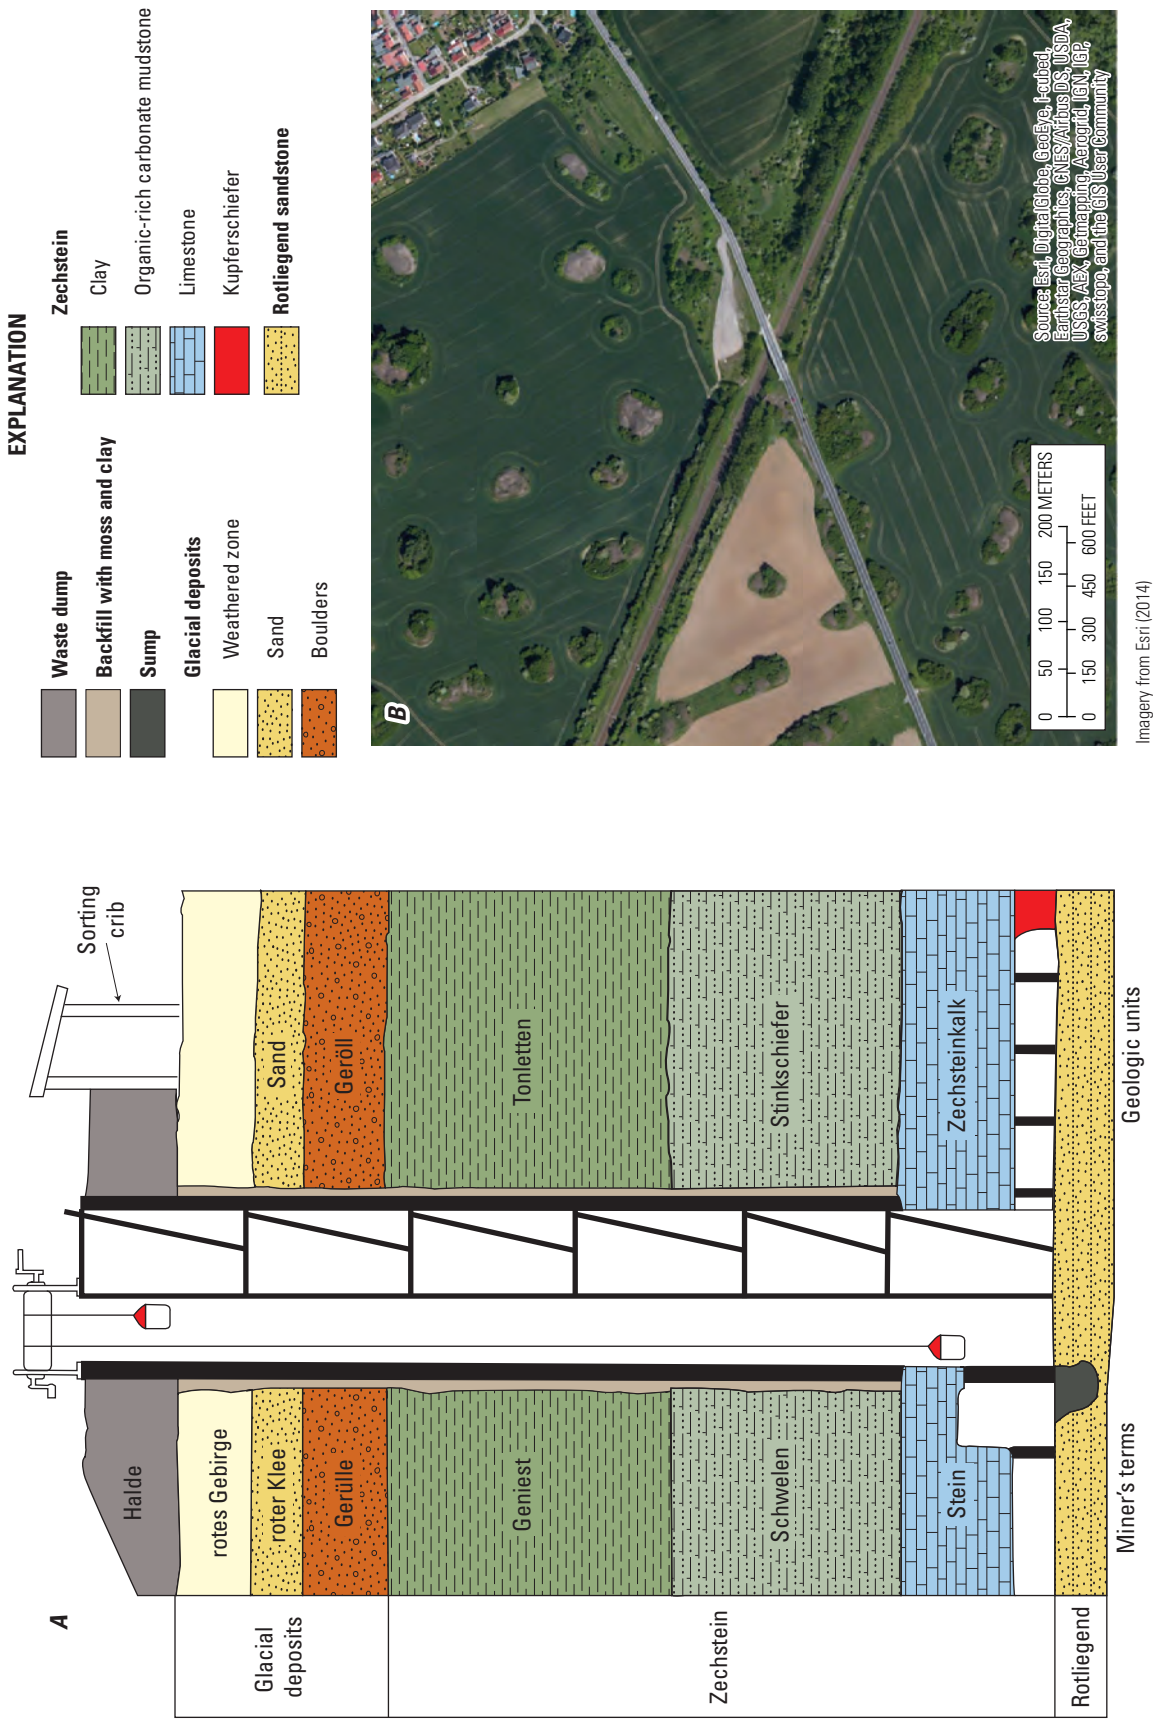 A
Sorting
crib
Halde
Glacial
deposits
rotes Gebirge
roter Klee
Sand
Gerülle
Geröll
Zechstein
Geniest
Tonletten
Schwelen
Stinkschiefer
Stein
Zechsteinkalk
Rotliegend
Miner's terms
Geologic units
EXPLANATION
Waste dump
Backfill with moss and clay
Sump
Glacial deposits
Weathered zone
Sand
Boulders
Zechstein
Clay
Organic-rich carbonate mudstone
Limestone
Kupferschiefer
Rotliegend sandstone
B
0 50 100 150 200 METERS
0 150 300 450 600 FEET
Source: Esri, DigitalGlobe, GeoEye, i-cubed,
Earthstar Geographics, CNES/Airbus DS, USDA,
USGS, AEX, Getmapping, Aerogrid, IGN, IGP,
swisstopo, and the GIS User Community
Imagery from Esri (2014)